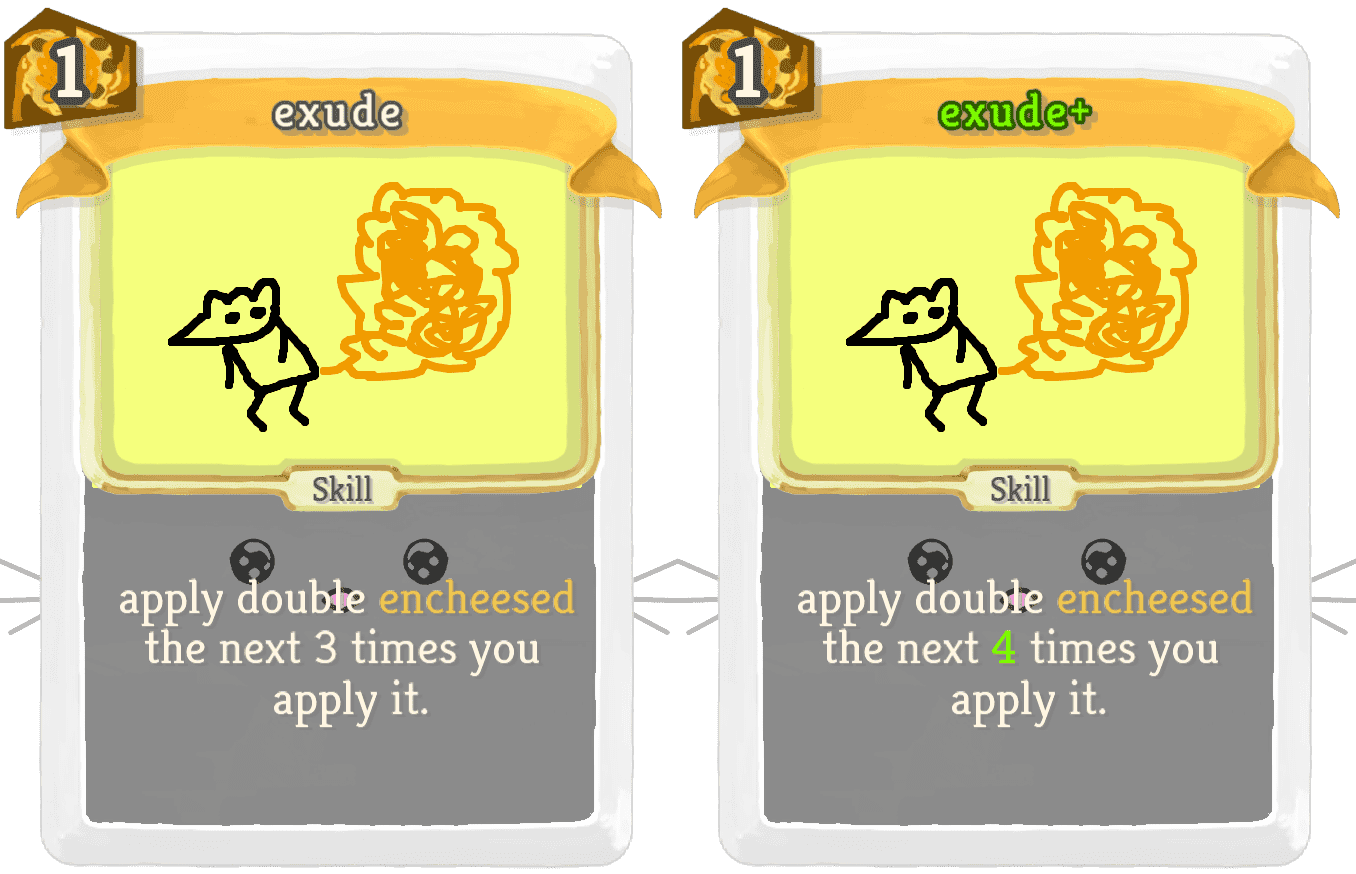 1
exude
Skill
apply double encheesed
the next 3 times you
apply it.
1
exude+
Skill
apply double encheesed
the next 4 times you
apply it.